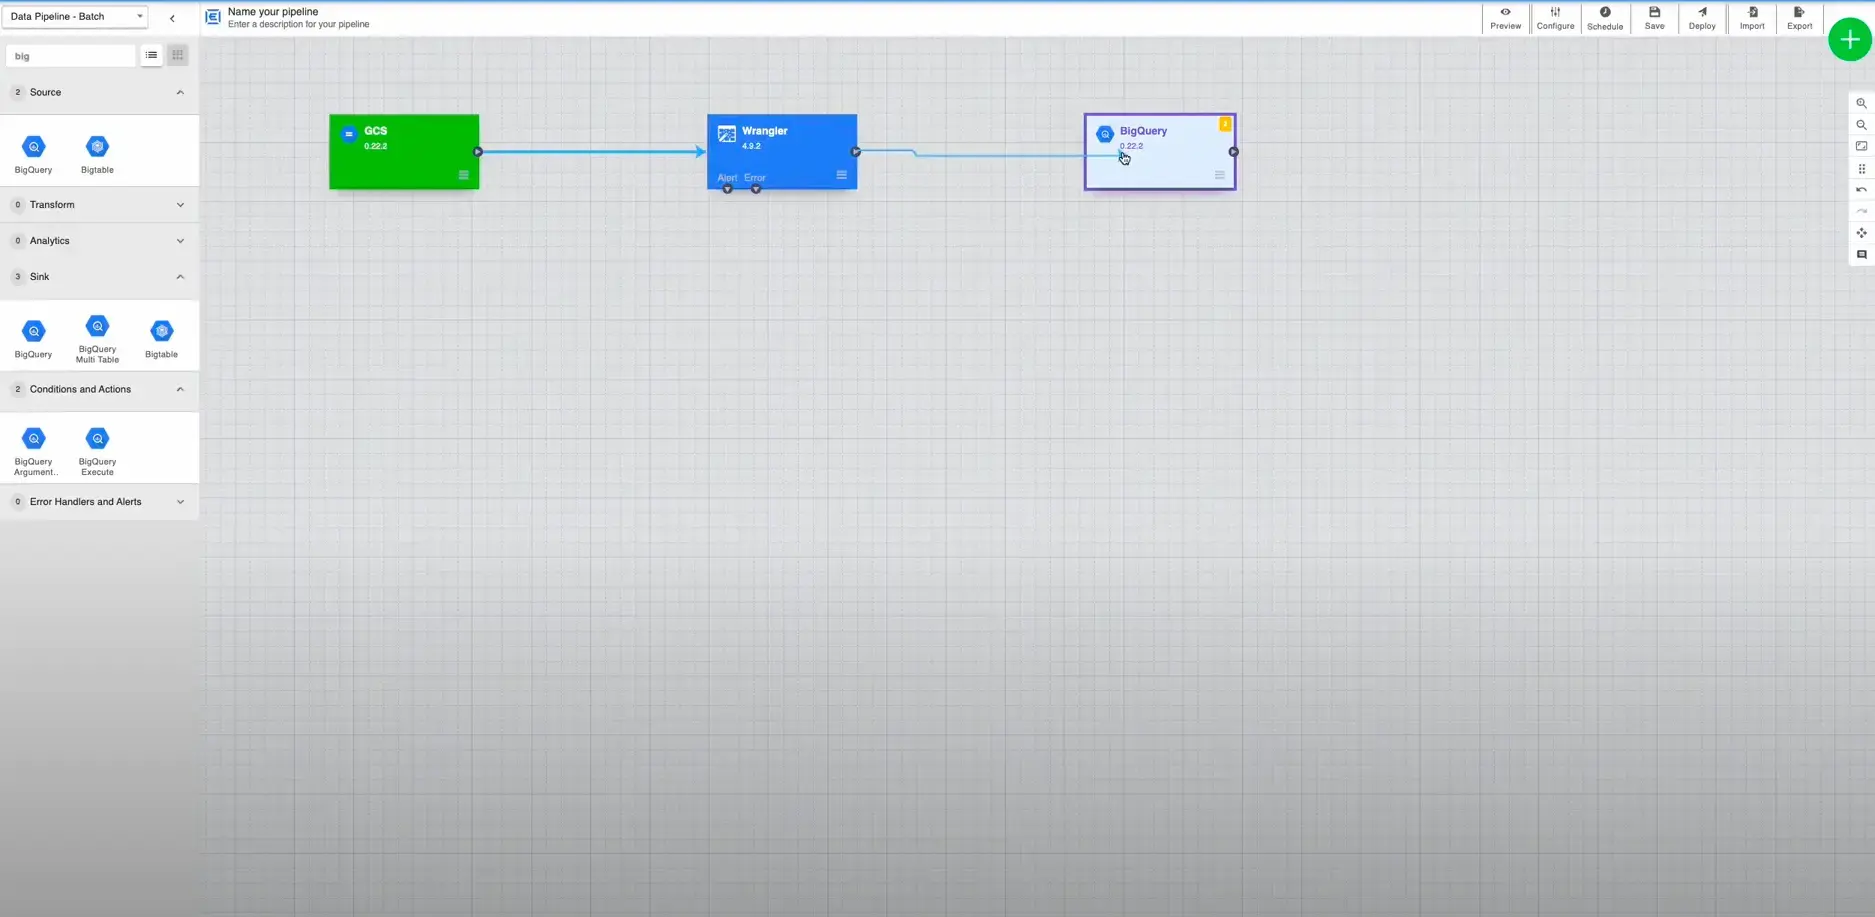 Data Pipeline - Batch
Name your pipeline
Enter a description for your pipeline
Preview
Configure
Schedule
Save
Deploy
Import
Export
big
2 Source
BigQuery
Bigtable
0 Transform
0 Analytics
3 Sink
BigQuery
BigQuery
Multi Table
Bigtable
2 Conditions and Actions
BigQuery
Argument..
BigQuery
Execute
0 Error Handlers and Alerts
GCS
0.22.2
Wrangler
4.9.2
Alert Error
BigQuery
0.22.2